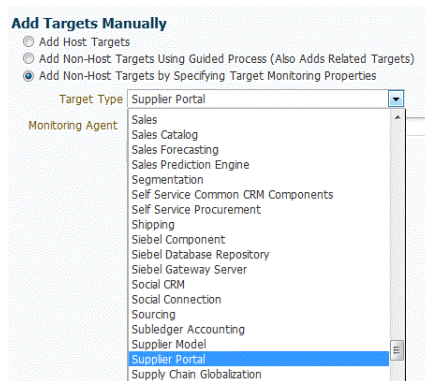 Add Targets Manually
Add Host Targets
Add Non-Host Targets Using Guided Process (Also Adds Related Targets)
Add Non-Host Targets by Specifying Target Monitoring Properties
Target Type Supplier Portal
Monitoring Agent
Sales
Sales Catalog
Sales Forecasting
Sales Prediction Engine
Segmentation
Self Service Common CRM Components
Self Service Procurement
Shipping
Siebel Component
Siebel Database Repository
Siebel Gateway Server
Social CRM
Social Connection
Sourcing
Subledger Accounting
Supplier Model
Supplier Portal
Supply Chain Globalization